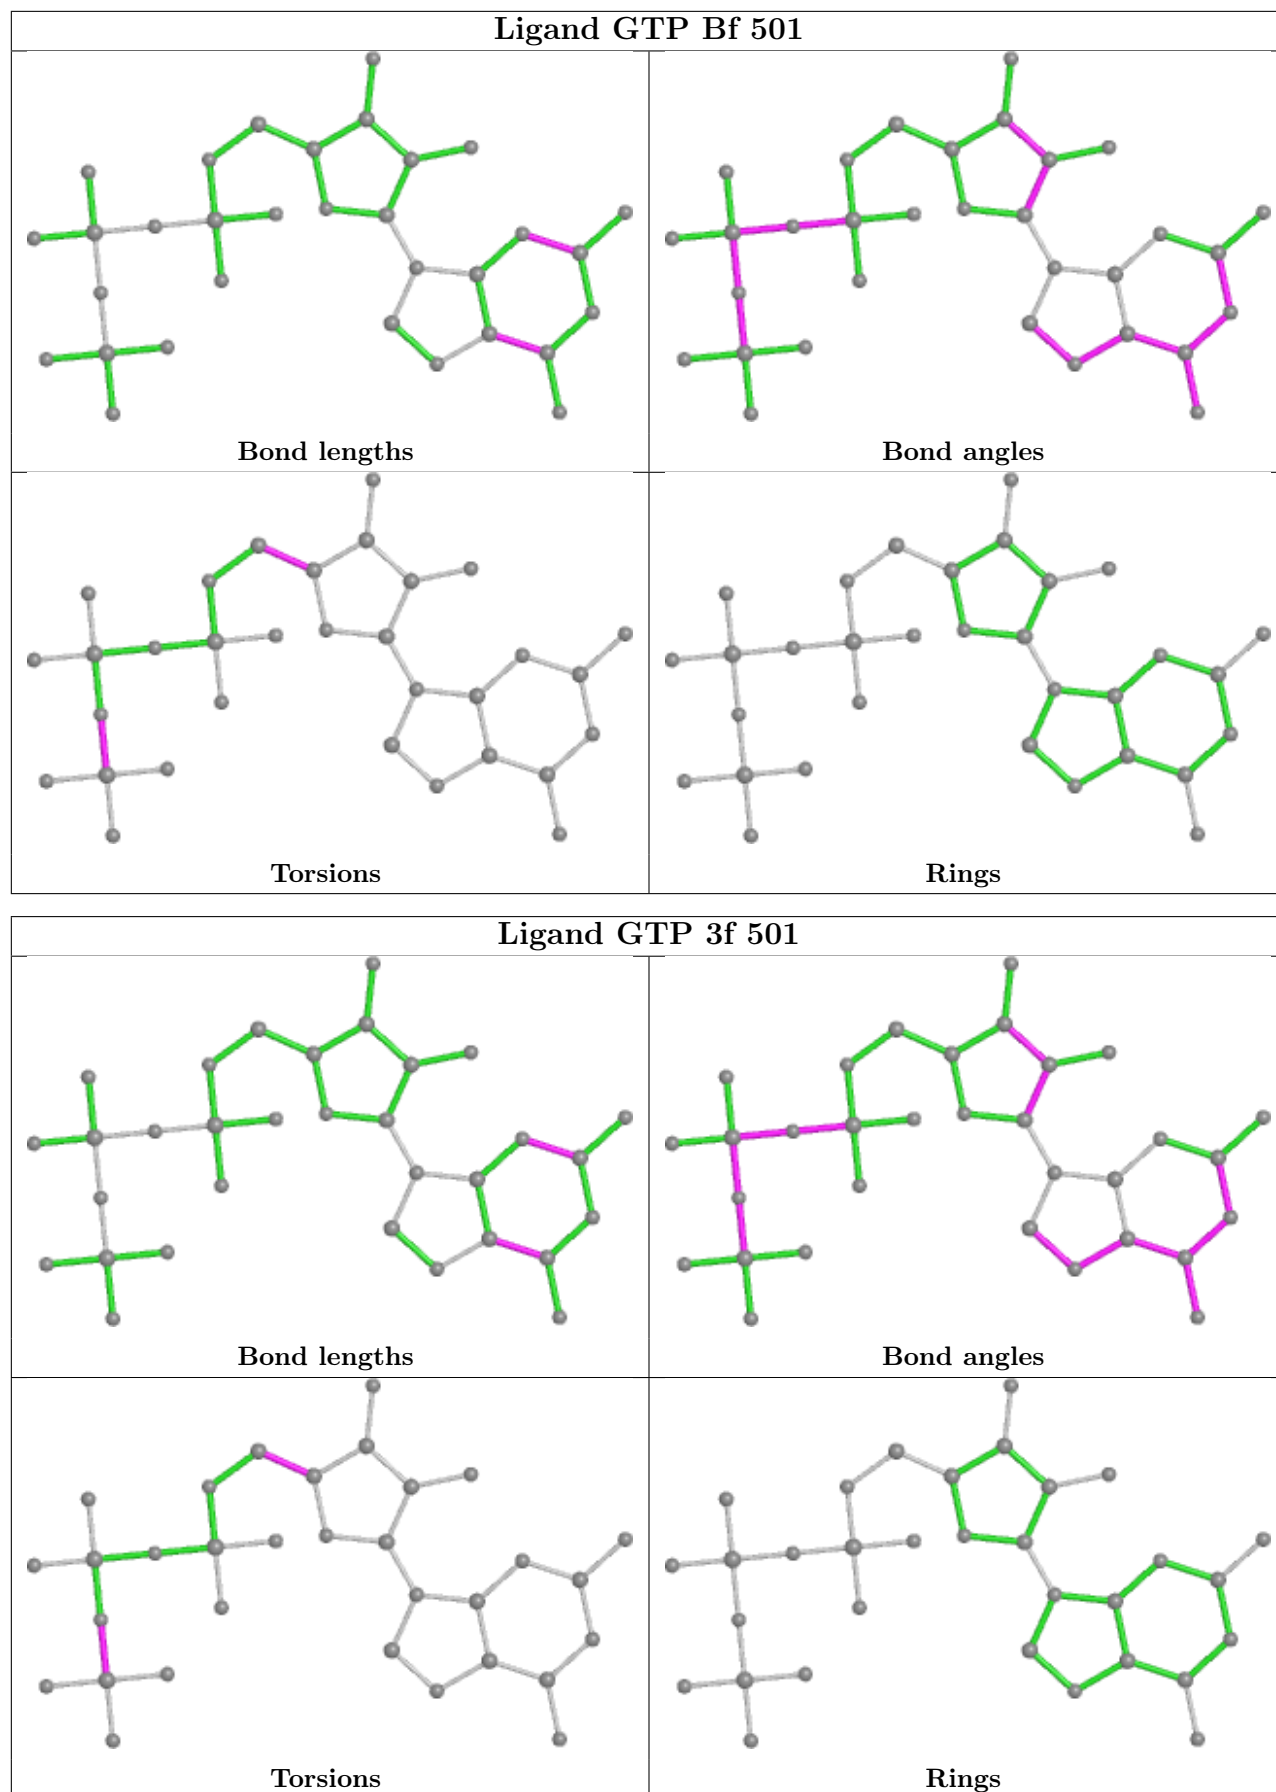 Ligand GTP Bf 501
Bond lengths
Bond angles
Torsions
Rings
Ligand GTP 3f 501
Bond lengths
Bond angles
Torsions
Rings